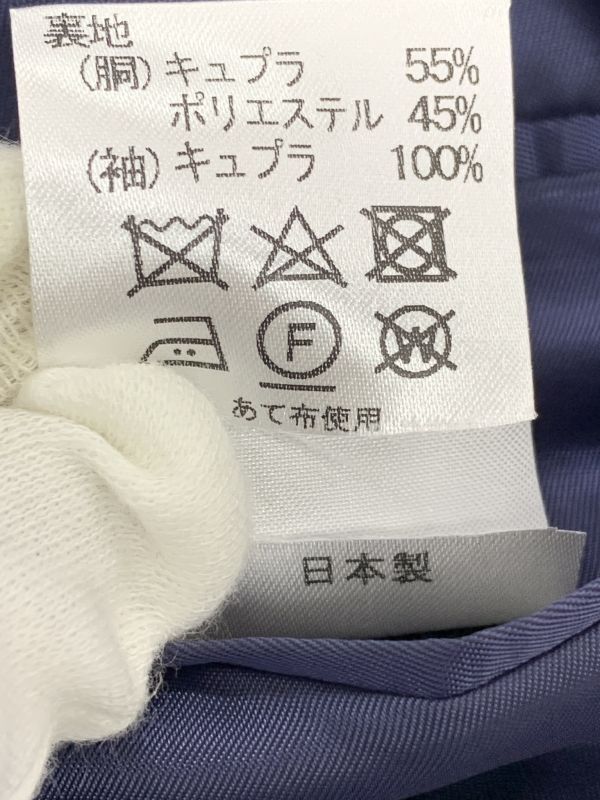 裏地
(胴) キュプラ 55%
ポリエステル 45%
(袖) キュプラ 100%
F
W
あて布使用
日本製